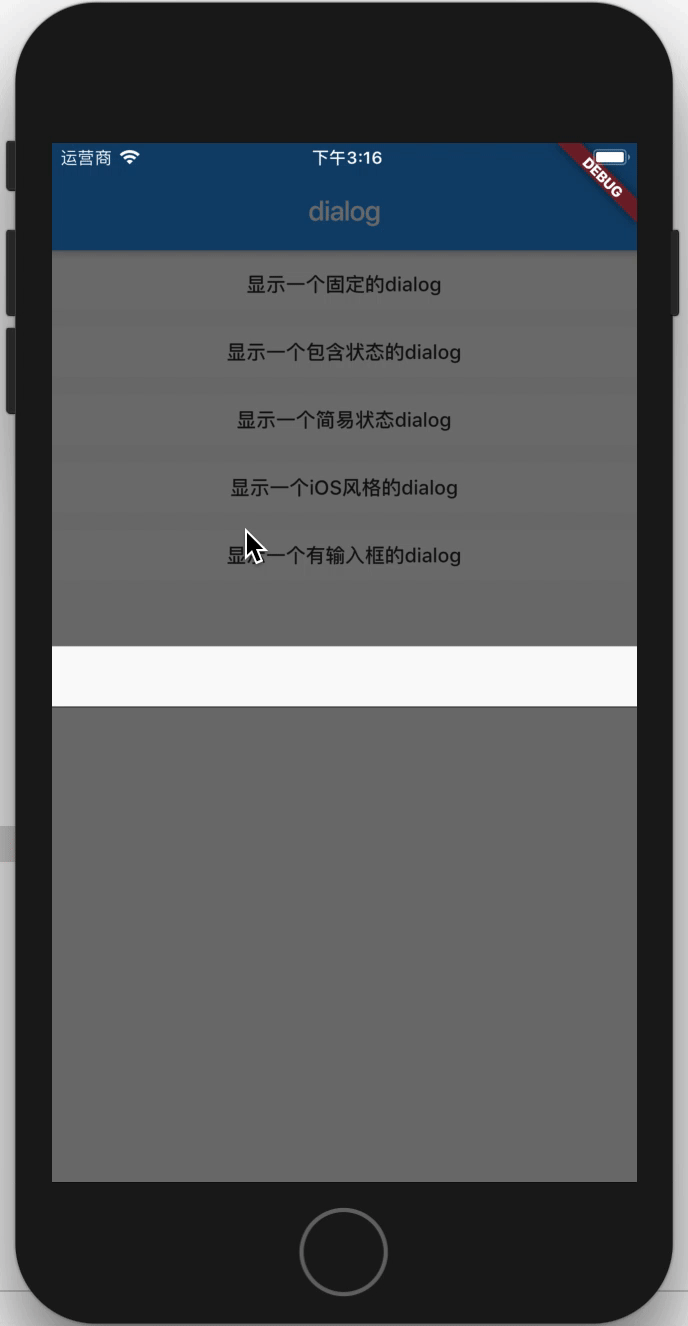 运营商 下午3:16
DEBUG
dialog
显示一个固定的dialog
显示一个包含状态的dialog
显示一个简易状态dialog
显示一个iOS风格的dialog
显示一个有输入框的dialog